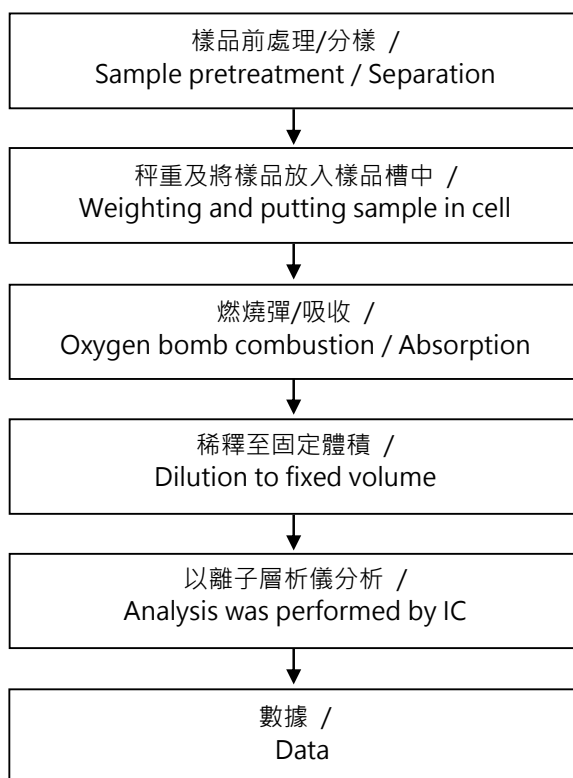 樣品前處理/分樣 /
Sample pretreatment / Separation
秤重及將樣品放入樣品槽中 /
Weighting and putting sample in cell
燃燒彈/吸收 /
Oxygen bomb combustion / Absorption
稀釋至固定體積 /
Dilution to fixed volume
以離子層析儀分析 /
Analysis was performed by IC
數據 /
Data